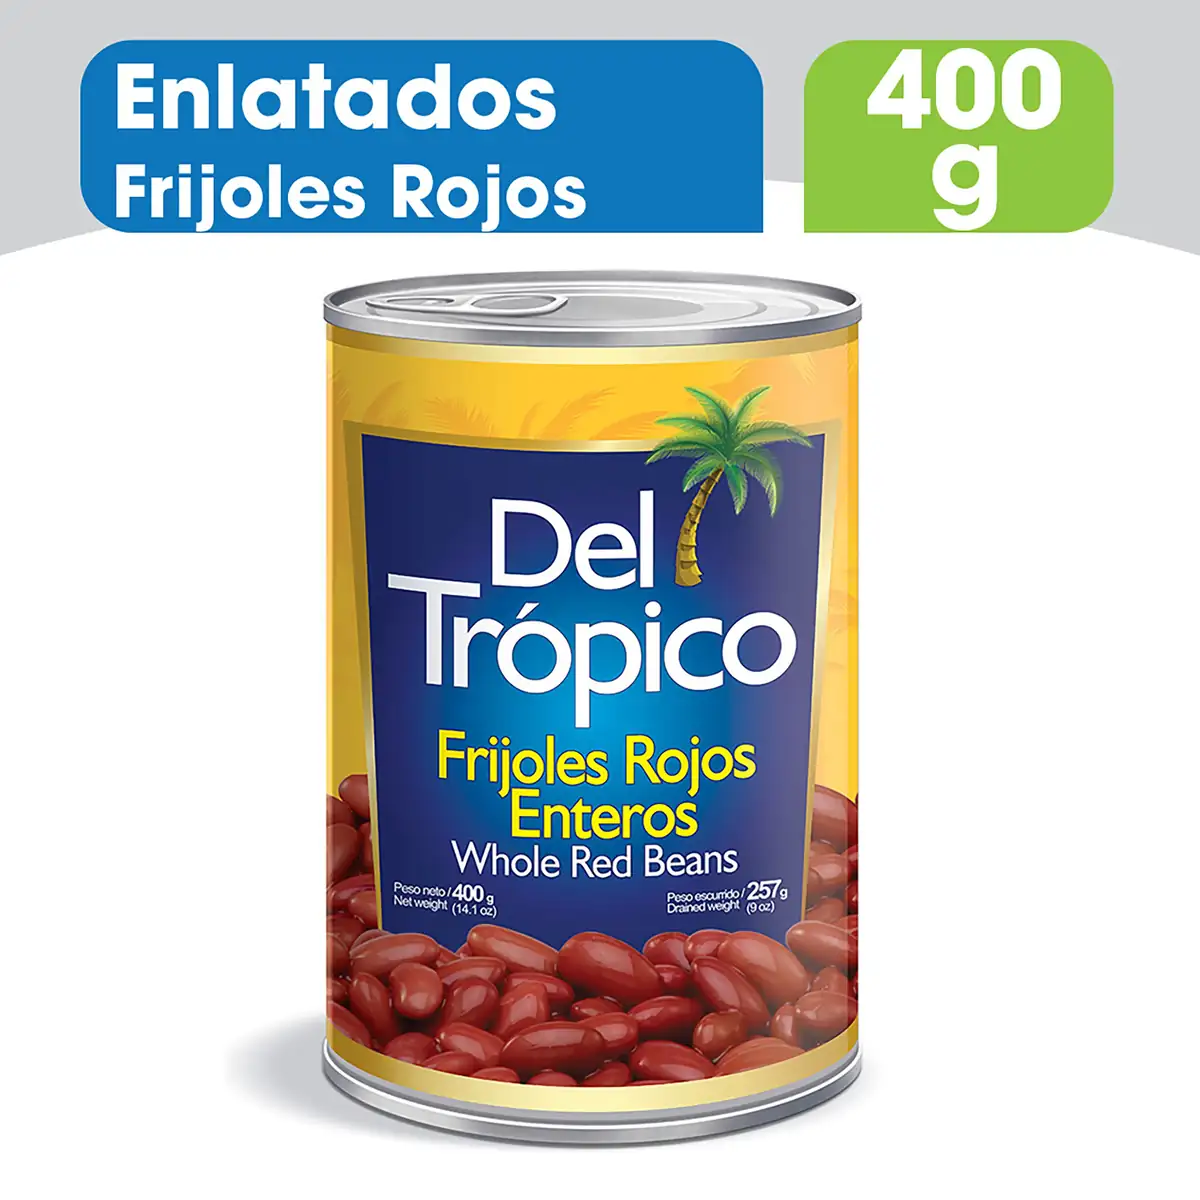 Enlatados
Frijoles Rojos
400
g
Del
Trópico
Frijoles Rojos
Enteros
Whole Red Beans
Peso neto / 400 g
Net weight (14.1 oz)
Peso escurrido / 257 g
Drained weight (9 oz)